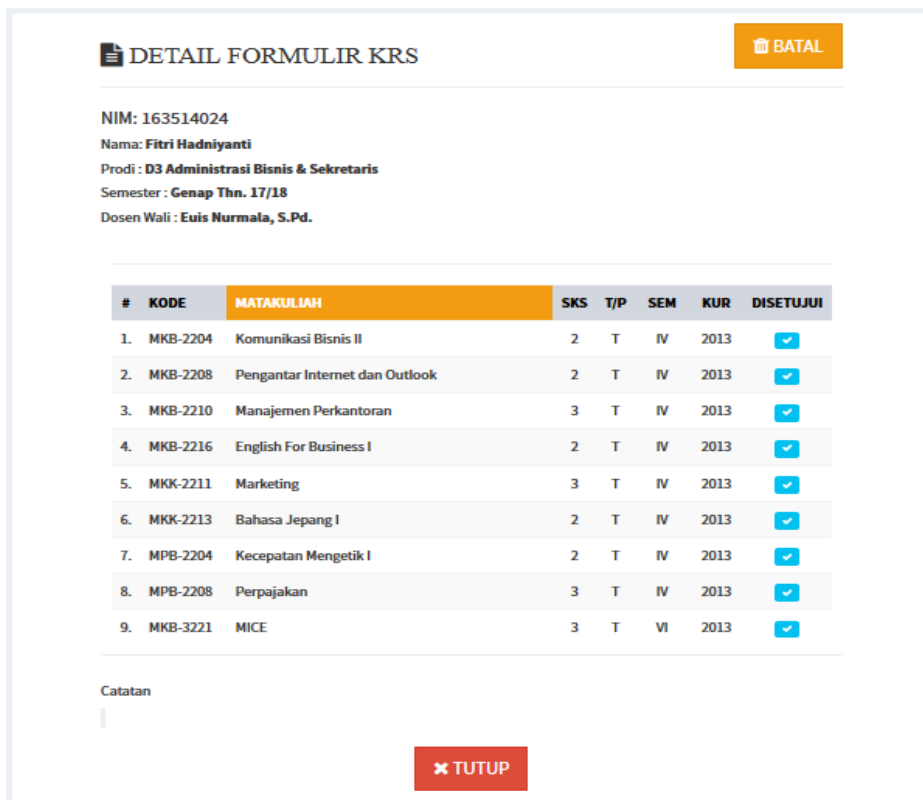 DETAIL FORMULIR KRS
BATAL
NIM: 163514024
Nama: Fitri Hadniyanti
Prodi : D3 Administrasi Bisnis & Sekretaris
Semester : Genap Thn. 17/18
Dosen Wali : Euis Nurmala, S.Pd.
# KODE MATAKULIAH SKS T/P SEM KUR DISETUJUI
1. MKB-2204 Komunikasi Bisnis II 2 T IV 2013
2. MKB-2208 Pengantar Internet dan Outlook 2 T IV 2013
3. MKB-2210 Manajemen Perkantoran 3 T IV 2013
4. MKB-2216 English For Business I 2 T IV 2013
5. MKK-2211 Marketing 3 T IV 2013
6. MKK-2213 Bahasa Jepang I 2 T IV 2013
7. MPB-2204 Kecepatan Mengetik I 2 T IV 2013
8. MPB-2208 Perpajakan 3 T IV 2013
9. MKB-3221 MICE 3 T VI 2013
Catatan
TUTUP